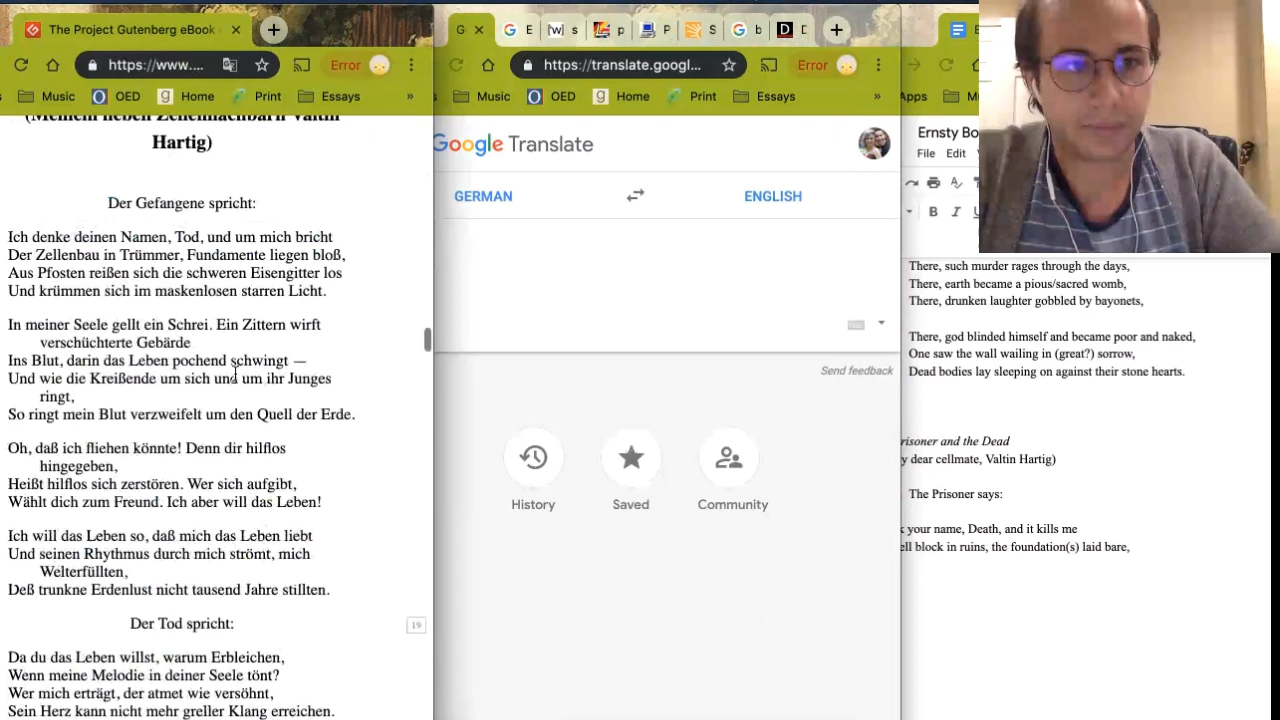 The Project Gutenberg eBook
G
E
s
p
P
S
b
D
https://www....
Error
https://translate.googl...
Error
Music
OED
Home
Print
Essays
»
Music
OED
Home
Print
Essays
»
Apps
(Meinem lieben Zellennachbarn Valtin
Hartig)
Der Gefangene spricht:
Ich denke deinen Namen, Tod, und um mich bricht
Der Zellenbau in Trümmer, Fundamente liegen bloß,
Aus Pfosten reißen sich die schweren Eisengitter los
Und krümmen sich im maskenlosen starren Licht.
In meiner Seele gellt ein Schrei. Ein Zittern wirft
verschüchterte Gebärde
Ins Blut, darin das Leben pochend schwingt —
Und wie die Kreißende um sich und um ihr Junges
ringt,
So ringt mein Blut verzweifelt um den Quell der Erde.
Oh, daß ich fliehen könnte! Denn dir hilflos
hingegeben,
Heißt hilflos sich zerstören. Wer sich aufgibt,
Wählt dich zum Freund. Ich aber will das Leben!
Ich will das Leben so, daß mich das Leben liebt
Und seinen Rhythmus durch mich strömt, mich
Welterfüllten,
Deß trunkne Erdenlust nicht tausend Jahre stillten.
Der Tod spricht:
19
Da du das Leben willst, warum Erbleichen,
Wenn meine Melodie in deiner Seele tönt?
Wer mich erträgt, der atmet wie versöhnt,
Sein Herz kann nicht mehr greller Klang erreichen.
Google Translate
GERMAN
ENGLISH
Send feedback
History
Saved
Community
Ernsty Bo
File Edit
B I U
There, such murder rages through the days,
There, earth became a pious/sacred womb,
There, drunken laughter gobbled by bayonets,
There, god blinded himself and became poor and naked,
One saw the wall wailing in (great?) sorrow,
Dead bodies lay sleeping on against their stone hearts.
risoner and the Dead
y dear cellmate, Valtin Hartig)
The Prisoner says:
k your name, Death, and it kills me
ell block in ruins, the foundation(s) laid bare,